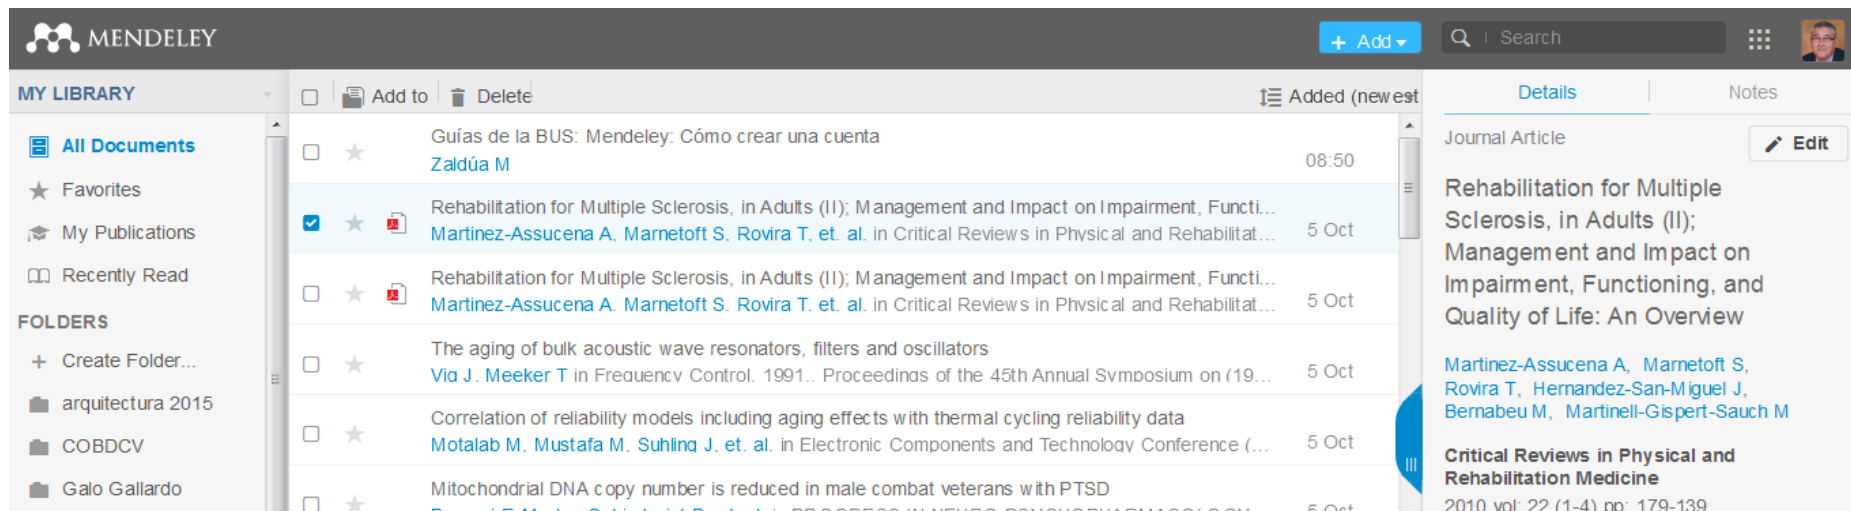 MENDELEY
+ Add
Search
MY LIBRARY
All Documents
Favorites
My Publications
Recently Read
FOLDERS
+ Create Folder...
arquitectura 2015
COBDCV
Galo Gallardo
Add to
Delete
Added (newest
Guías de la BUS: Mendeley: Cómo crear una cuenta
Zaldúa M
08:50
Rehabilitation for Multiple Sclerosis, in Adults (II); Management and Impact on Impairment, Functi...
Martinez-Assucena A, Marnetoft S, Rovira T, et. al. in Critical Reviews in Physical and Rehabilitat...
5 Oct
Rehabilitation for Multiple Sclerosis, in Adults (II); Management and Impact on Impairment, Functi...
Martinez-Assucena A, Marnetoft S, Rovira T, et. al. in Critical Reviews in Physical and Rehabilitat...
5 Oct
The aging of bulk acoustic wave resonators, filters and oscillators
Vig J, Meeker T in Frequency Control, 1991., Proceedings of the 45th Annual Symposium on (19...
5 Oct
Correlation of reliability models including aging effects with thermal cycling reliability data
Motalab M, Mustafa M, Suhling J, et. al. in Electronic Components and Technology Conference (...
5 Oct
Mitochondrial DNA copy number is reduced in male combat veterans with PTSD
5 Oct
Details
Notes
Journal Article
Edit
Rehabilitation for Multiple
Sclerosis, in Adults (II);
Management and Impact on
Impairment, Functioning, and
Quality of Life: An Overview
Martinez-Assucena A, Marnetoft S,
Rovira T, Hernandez-San-Miguel J,
Bernabeu M, Martinell-Gispert-Sauch M
Critical Reviews in Physical and
Rehabilitation Medicine
2010 vol: 22 (1-4) pp: 179-139